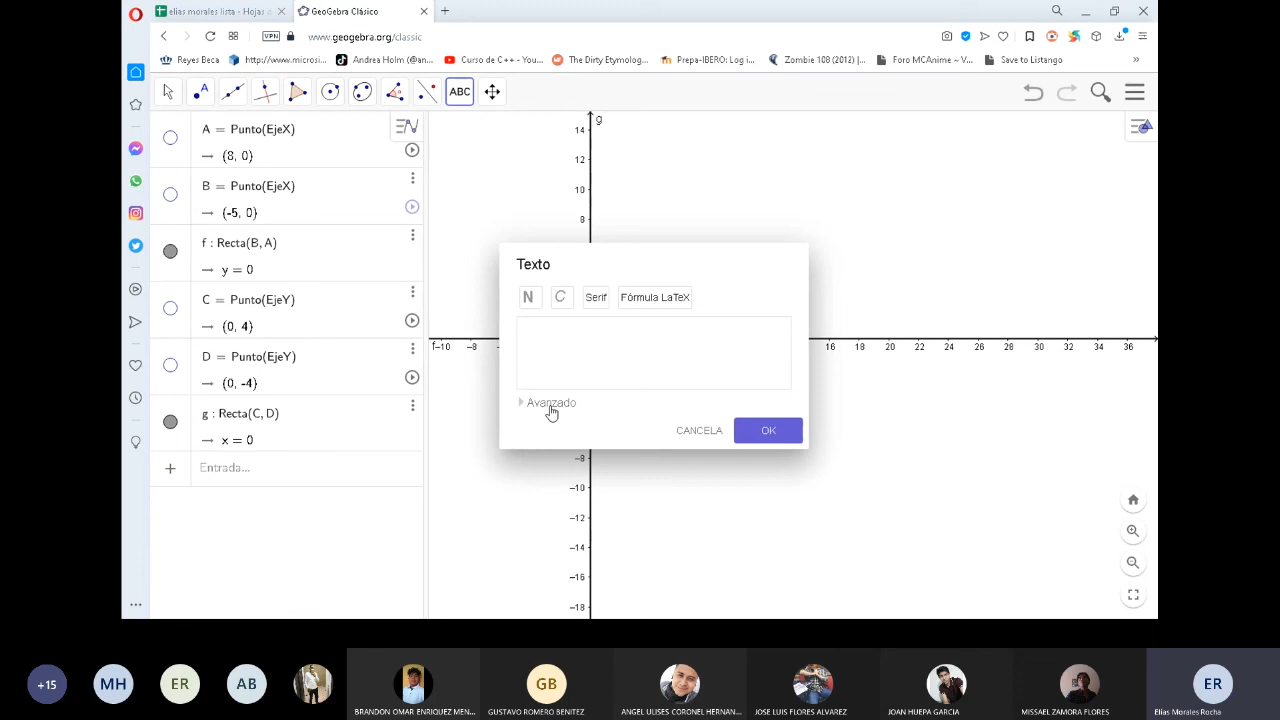 elias morales lista - Hojas d
GeoGebra Clásico
VPN
www.geogebra.org/classic
Reyes Beca
http://www.microsi...
Andrea Holm (@an...
Curso de C++ - You...
The Dirty Etymolog...
Prepa-IBERO: Log i...
Zombie 100(2012) |...
Foro MCAnime – V...
Save to Listango
»
A
ABC
A = Punto(EjeX)
→ (8, 0)
B = Punto(EjeX)
→ (-5, 0)
f : Recta(B, A)
→ y = 0
C = Punto(EjeY)
→ (0, 4)
D = Punto(EjeY)
→ (0, -4)
g : Recta(C, D)
→ x = 0
+ Entrada...
g
14
12
10
8
Texto
N C Serif Fórmula LaTeX
Avanzado
CANCELA OK
f –10 –8
16 18 20 22 24 26 28 30 32 34 36
–8
–10
–12
–14
–16
–18
+15
MH
ER
AB
GB
ER
BRANDON OMAR ENRIQUEZ MEN...
GUSTAVO ROMERO BENITEZ
ANGEL ULISES CORONEL HERNAN...
JOSE LUIS FLORES ALVAREZ
JOAN HUEPA GARCIA
MISSAEL ZAMORA FLORES
Elias Morales Rocha